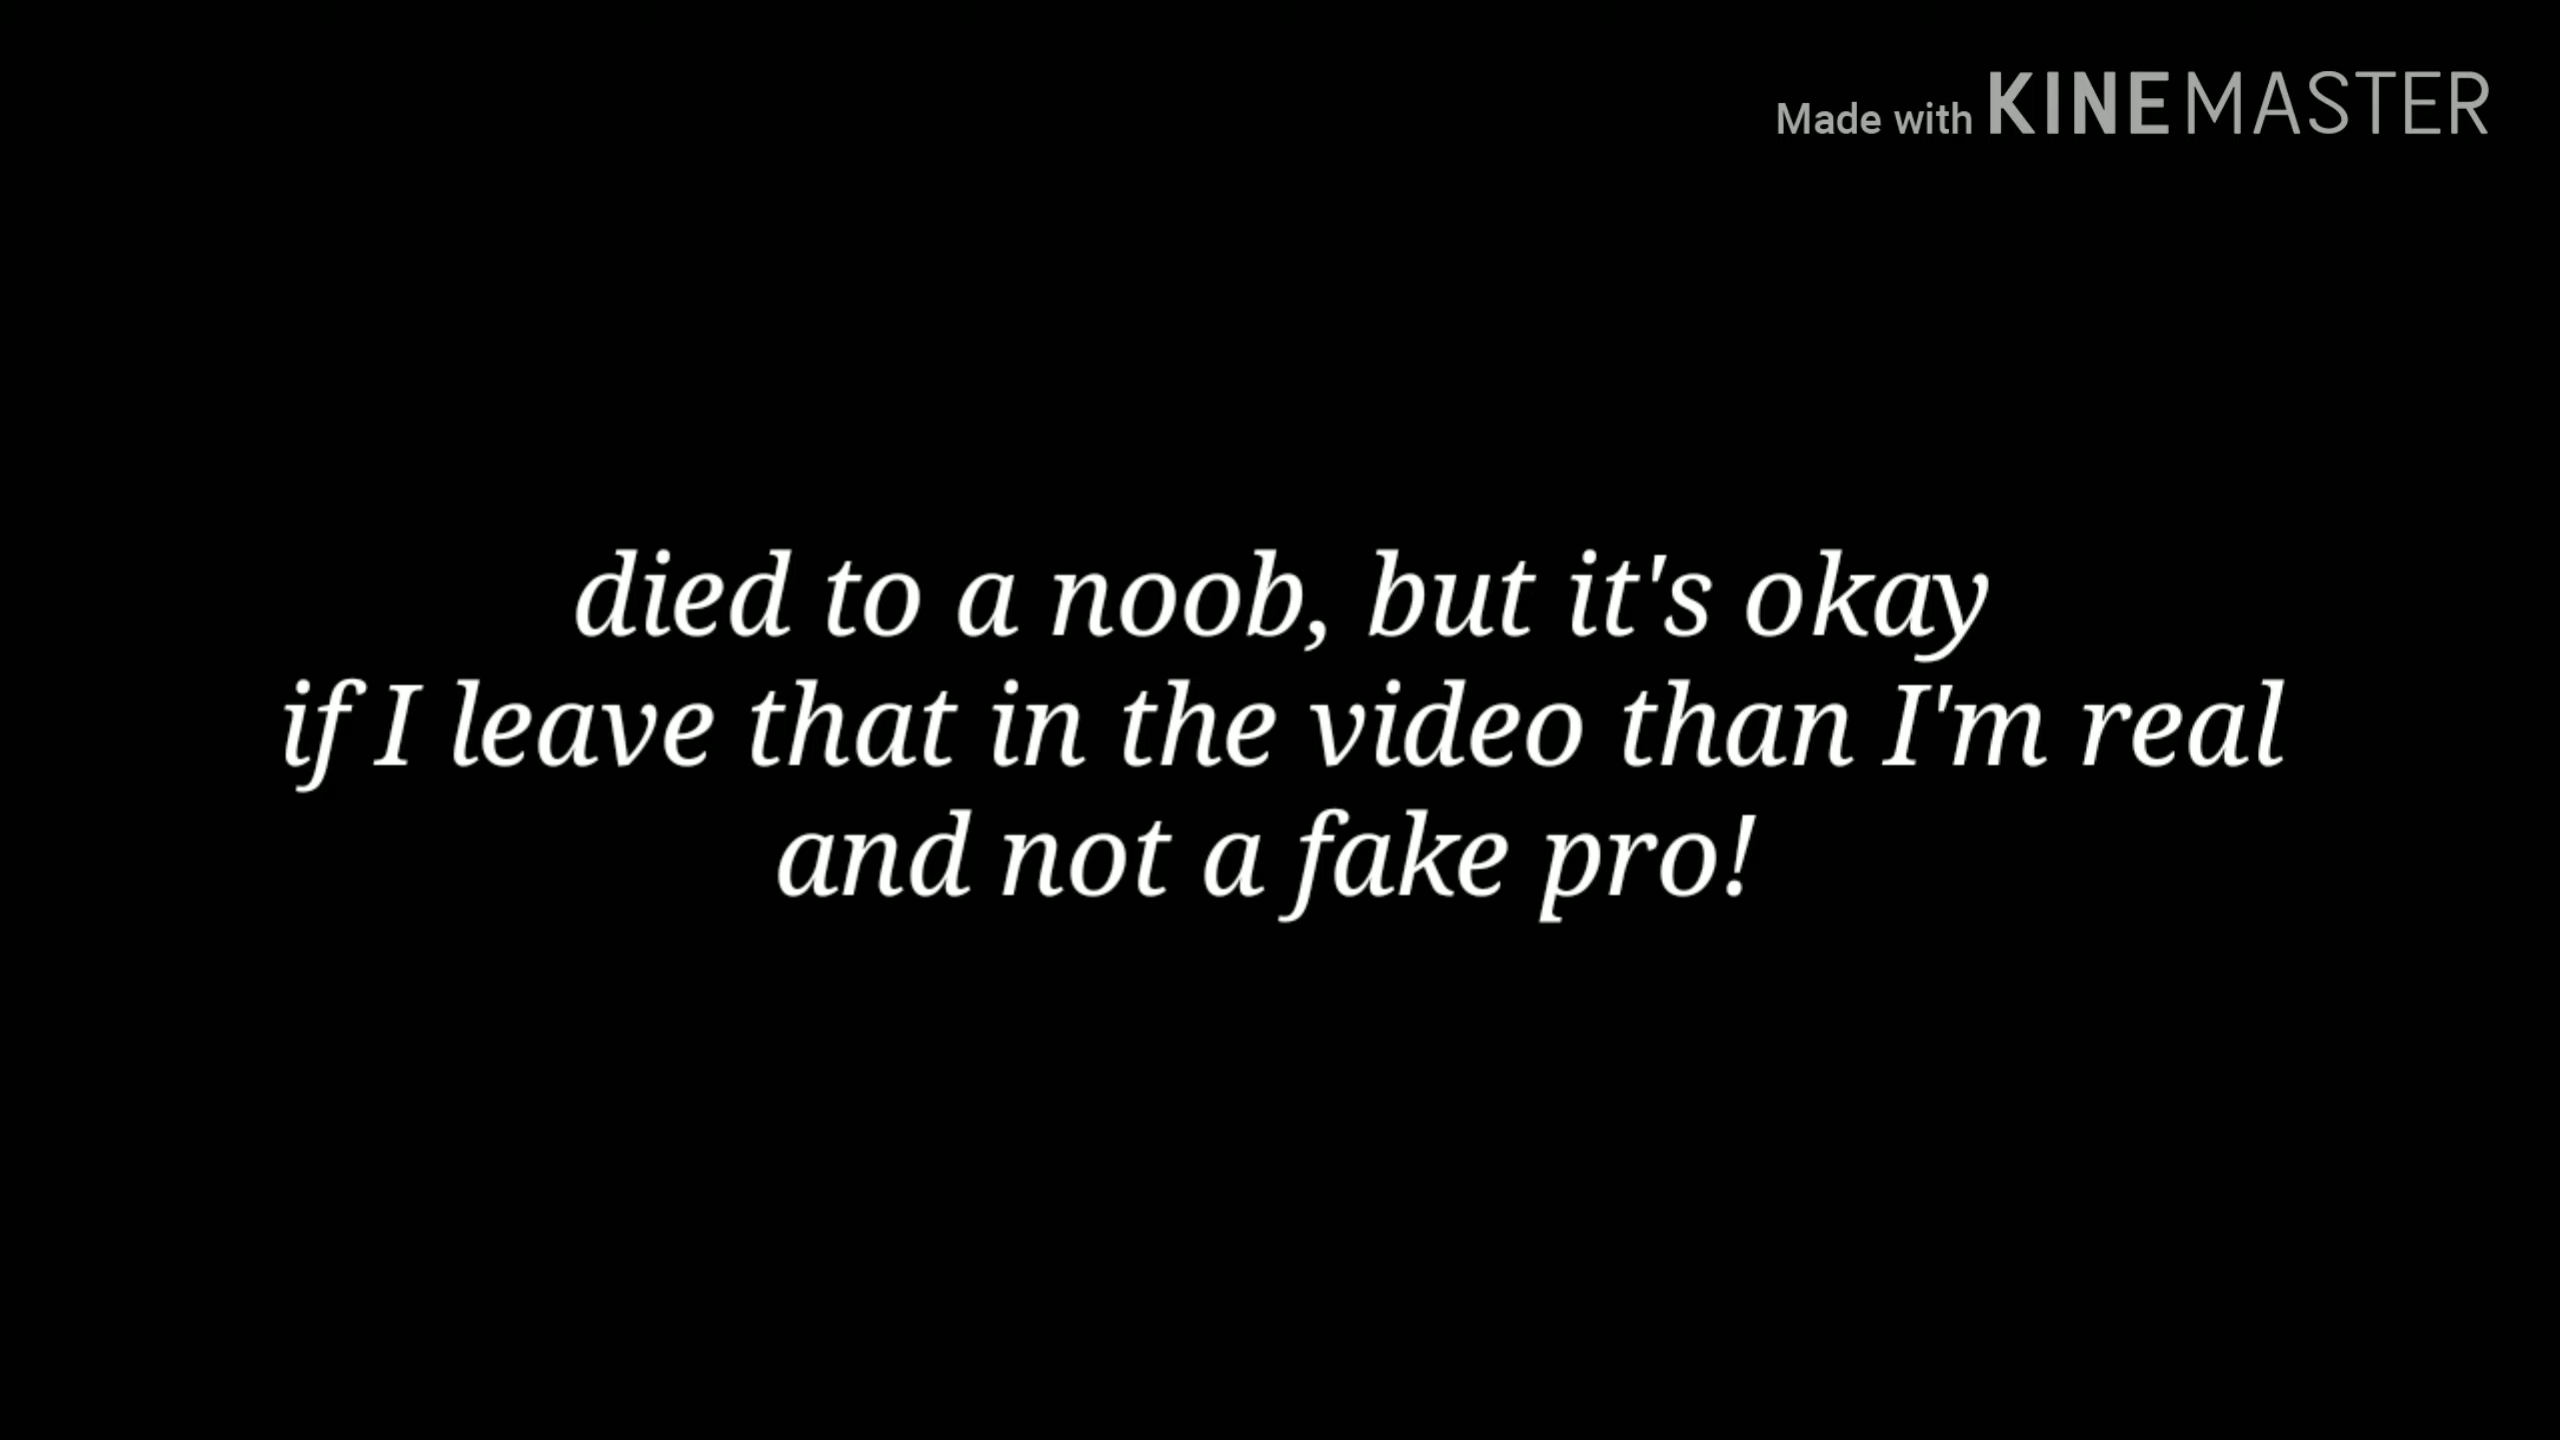 Made with KINEMASTER
died to a noob, but it's okay
if I leave that in the video than I'm real
and not a fake pro!